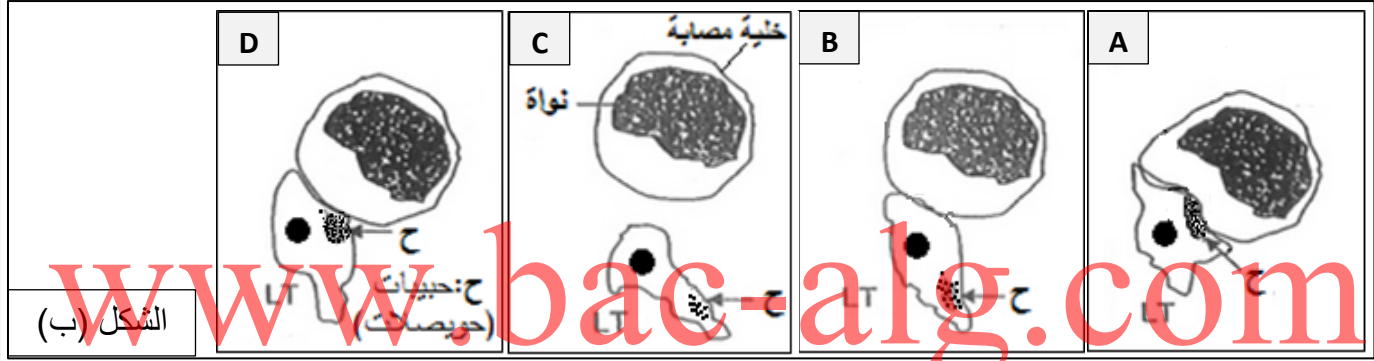 A
ح
LT
B
ح
LT
C
خلية مصابة
نواة
ح
LT
D
ح
LT
ح:حبيبات
(حويصلات)
الشكل (ب)
www.bac-alg.com